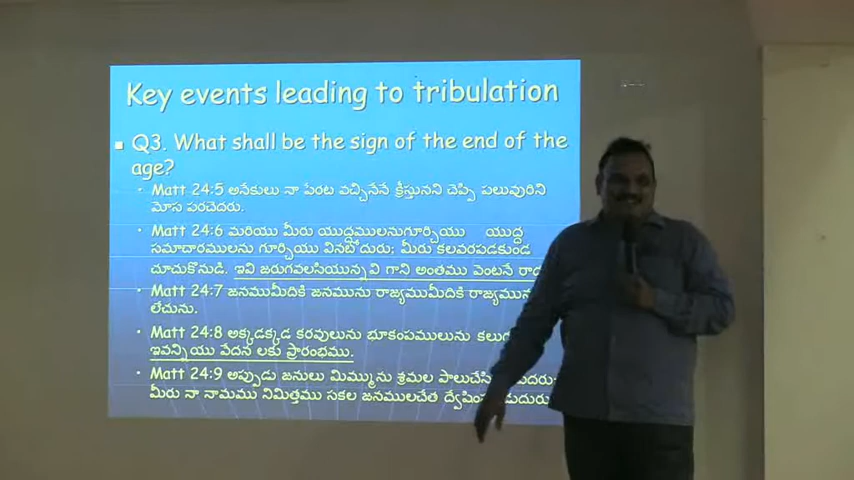 Key events leading to tribulation
Q3. What shall be the sign of the end of the
age?
Matt 24:5 అనేకులు నా పేరట వచ్చినేనే క్రీస్తునని చెప్పి పలువురిని
మోస పరచెదరు.
Matt 24:6 మరియు మీరు యుద్ధములనుగూర్చియు యుద్ధ
సమాచారములను గూర్చియు వినబోదురు; మీరు కలవరపడకుండ
చూచుకొనుడి. ఇవి జరుగవలసియున్న వి గాని అంతము వెంటనే
Matt 24:7 జనముమీదికి జనమును రాజ్యముమీదికి
లేచును.
Matt 24:8 అక్కడక్కడ కరవులును భూకంపములును
ఇవన్నియు వేదన లకు ప్రారంభము.
Matt 24:9 అప్పుడు జనులు మిమ్మును శ్రమల
మీరు నా నామము నిమిత్తము సకల జనములచేత